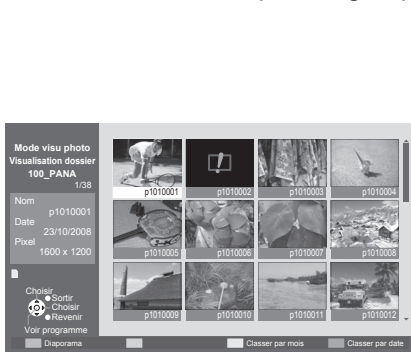 Mode visu photo
Visualisation dossier
100_PANA
1/38
Nom
p1010001
Date
23/10/2008
Pixel
1600 x 1200
Choisir
Sortir
Choisir
Revenir
Voir programme
p1010001 p1010002 p1010003 p1010004
p1010005 p1010006 p1010007 p1010008
p1010009 p1010010 p1010011 p1010012
Diaporama Classer par mois Classer par date